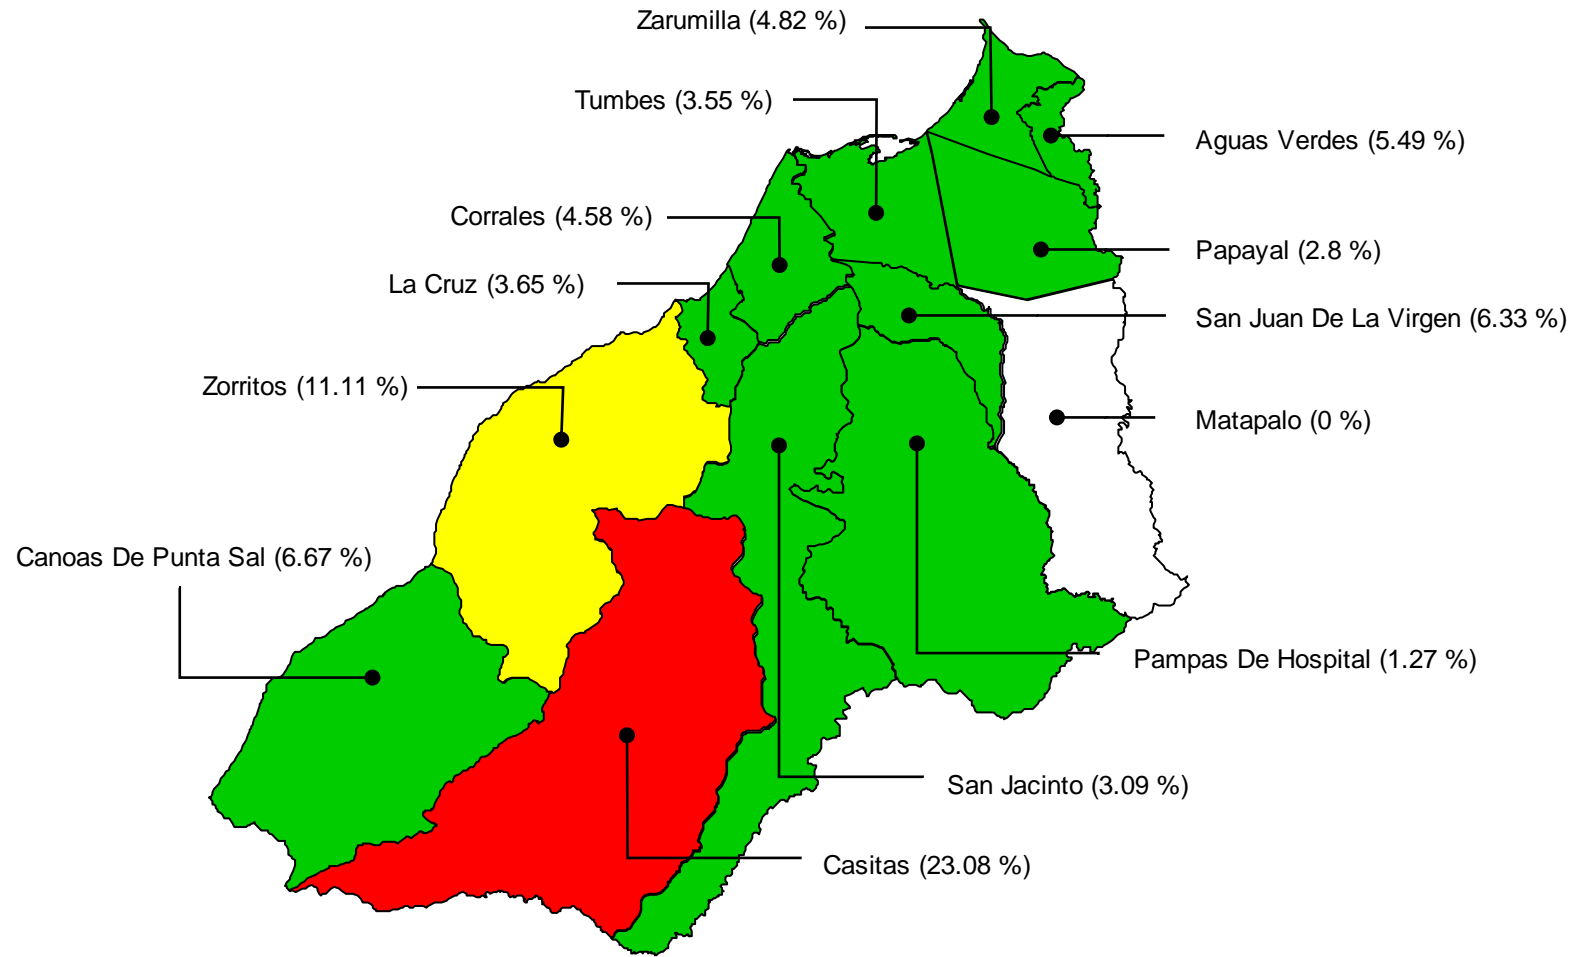 Zarumilla (4.82 %)
Tumbes (3.55 %)
Aguas Verdes (5.49 %)
Corrales (4.58 %)
Papayal (2.8 %)
La Cruz (3.65 %)
San Juan De La Virgen (6.33 %)
Zorritos (11.11 %)
Matapalo (0 %)
Canoas De Punta Sal (6.67 %)
Pampas De Hospital (1.27 %)
San Jacinto (3.09 %)
Casitas (23.08 %)